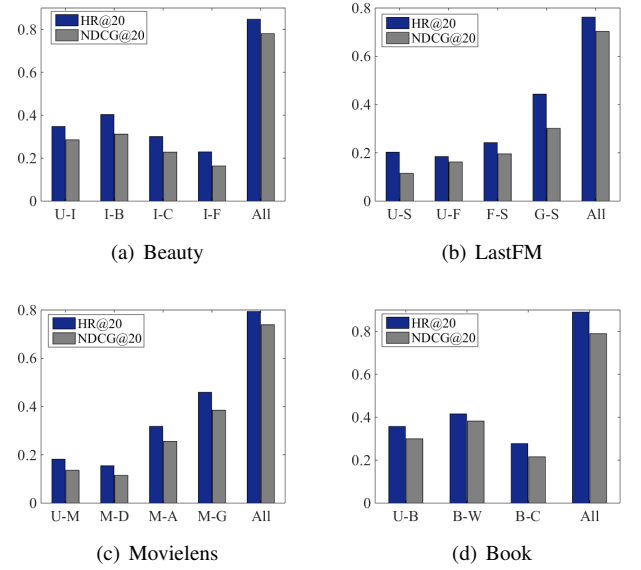 HR@20
NDCG@20
0.8
0.6
0.4
0.2
0
U-I I-B I-C I-F All
(a) Beauty
HR@20
NDCG@20
0.8
0.6
0.4
0.2
0
U-S U-F F-S G-S All
(b) LastFM
0.8
HR@20
NDCG@20
0.6
0.4
0.2
0
U-M M-D M-A M-G All
(c) Movielens
HR@20
NDCG@20
0.8
0.6
0.4
0.2
0
U-B B-W B-C All
(d) Book